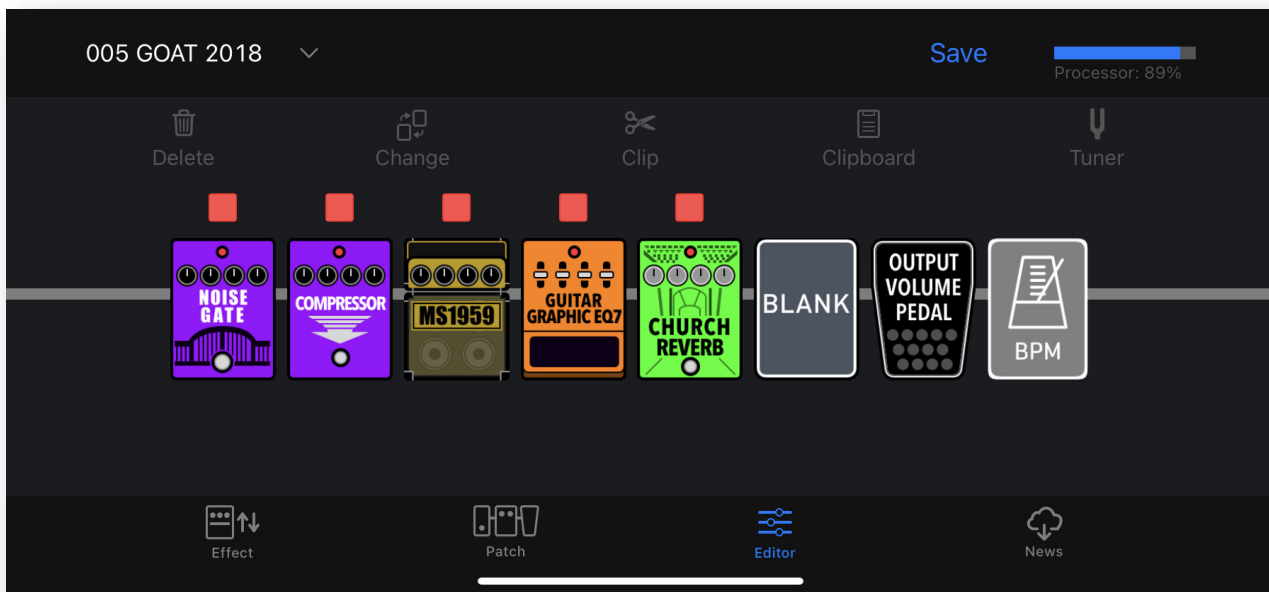 005 GOAT 2018
Save
Processor: 89%
Delete
Change
Clip
Clipboard
Tuner
NOISE
GATE
COMPRESSOR
MS1959
GUITAR
GRAPHIC EQ7
CHURCH
REVERB
BLANK
OUTPUT
VOLUME
PEDAL
BPM
Effect
Patch
Editor
News